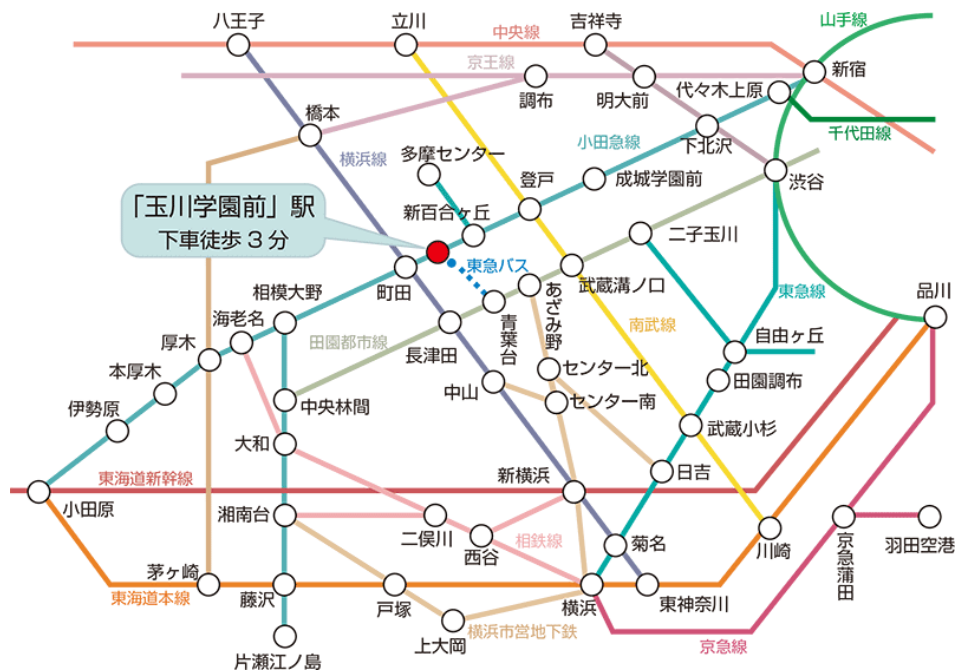 八王子
立川
吉祥寺
山手線
中央線
京王線
新宿
代々木上原
調布
明大前
橋本
千代田線
小田急線
下北沢
横浜線
多摩センター
渋谷
登戸
成城学園前
「玉川学園前」駅
下車徒歩 3 分
新百合ヶ丘
二子玉川
東急バス
武蔵溝ノ口
町田
あざみ野
東急線
相模大野
品川
海老名
青葉台
南武線
自由ヶ丘
厚木
田園都市線
長津田
センター北
田園調布
本厚木
中山
センター南
伊勢原
中央林間
武蔵小杉
大和
日吉
東海道新幹線
新横浜
小田原
湘南台
二俣川
西谷
相鉄線
菊名
川崎
京急蒲田
羽田空港
茅ヶ崎
東海道本線
藤沢
戸塚
横浜
東神奈川
上大岡
横浜市営地下鉄
京急線
片瀬江ノ島